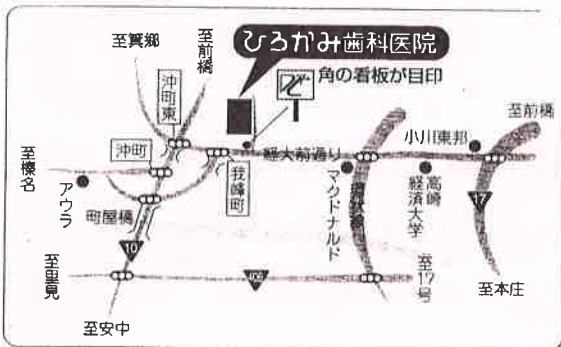 ひろかみ歯科医院
角の看板が目印
至箕郷
至前橋
沖町東
沖町
至榛名
アウラ
町屋橋
我峰町
経大前通り
マクドナルド
環状線
小川東邦
高崎経済大学
至前橋
17
10
406
至里見
至安中
至17号
至本庄